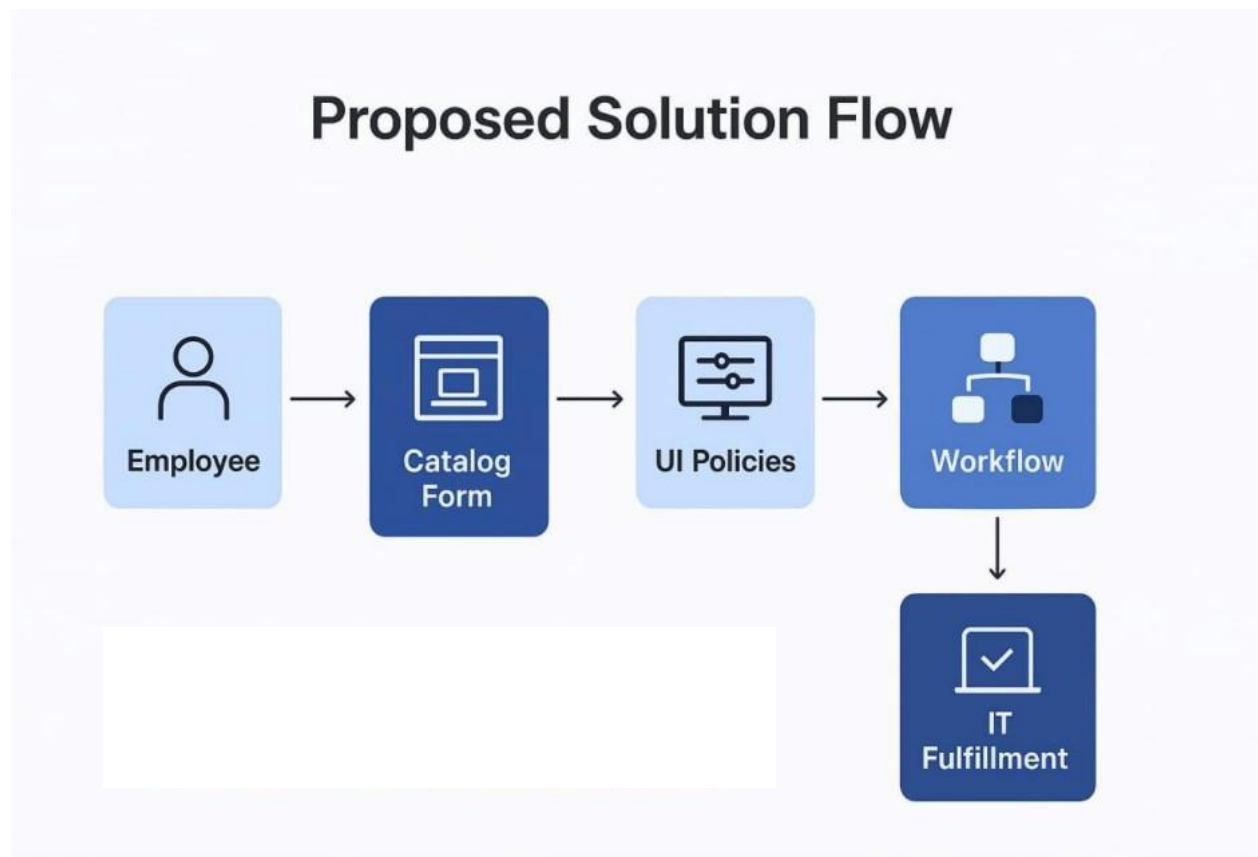 Proposed Solution Flow
Employee
Catalog
Form
UI Policies
Workflow
IT
Fulfillment